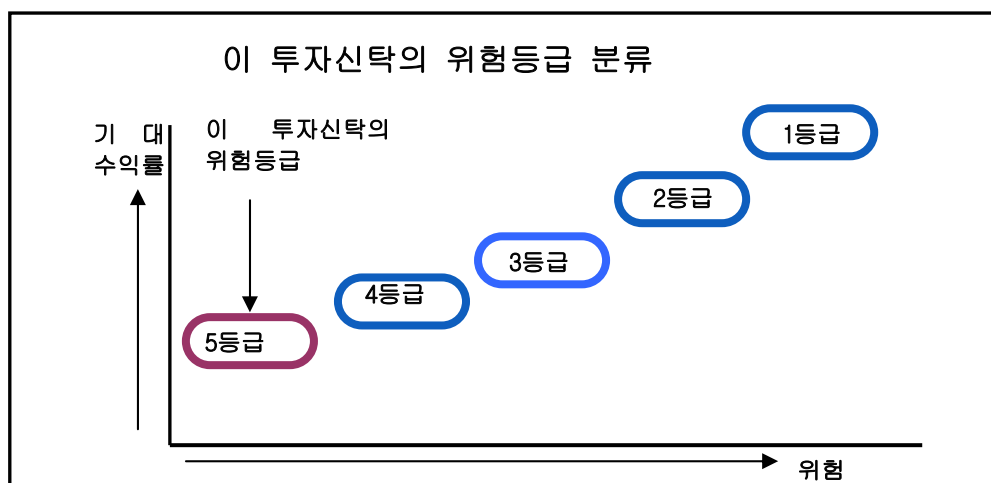 이 투자신탁의 위험등급 분류
기 대
수익률
이 투자신탁의
위험등급
1등급
2등급
3등급
4등급
5등급
위험